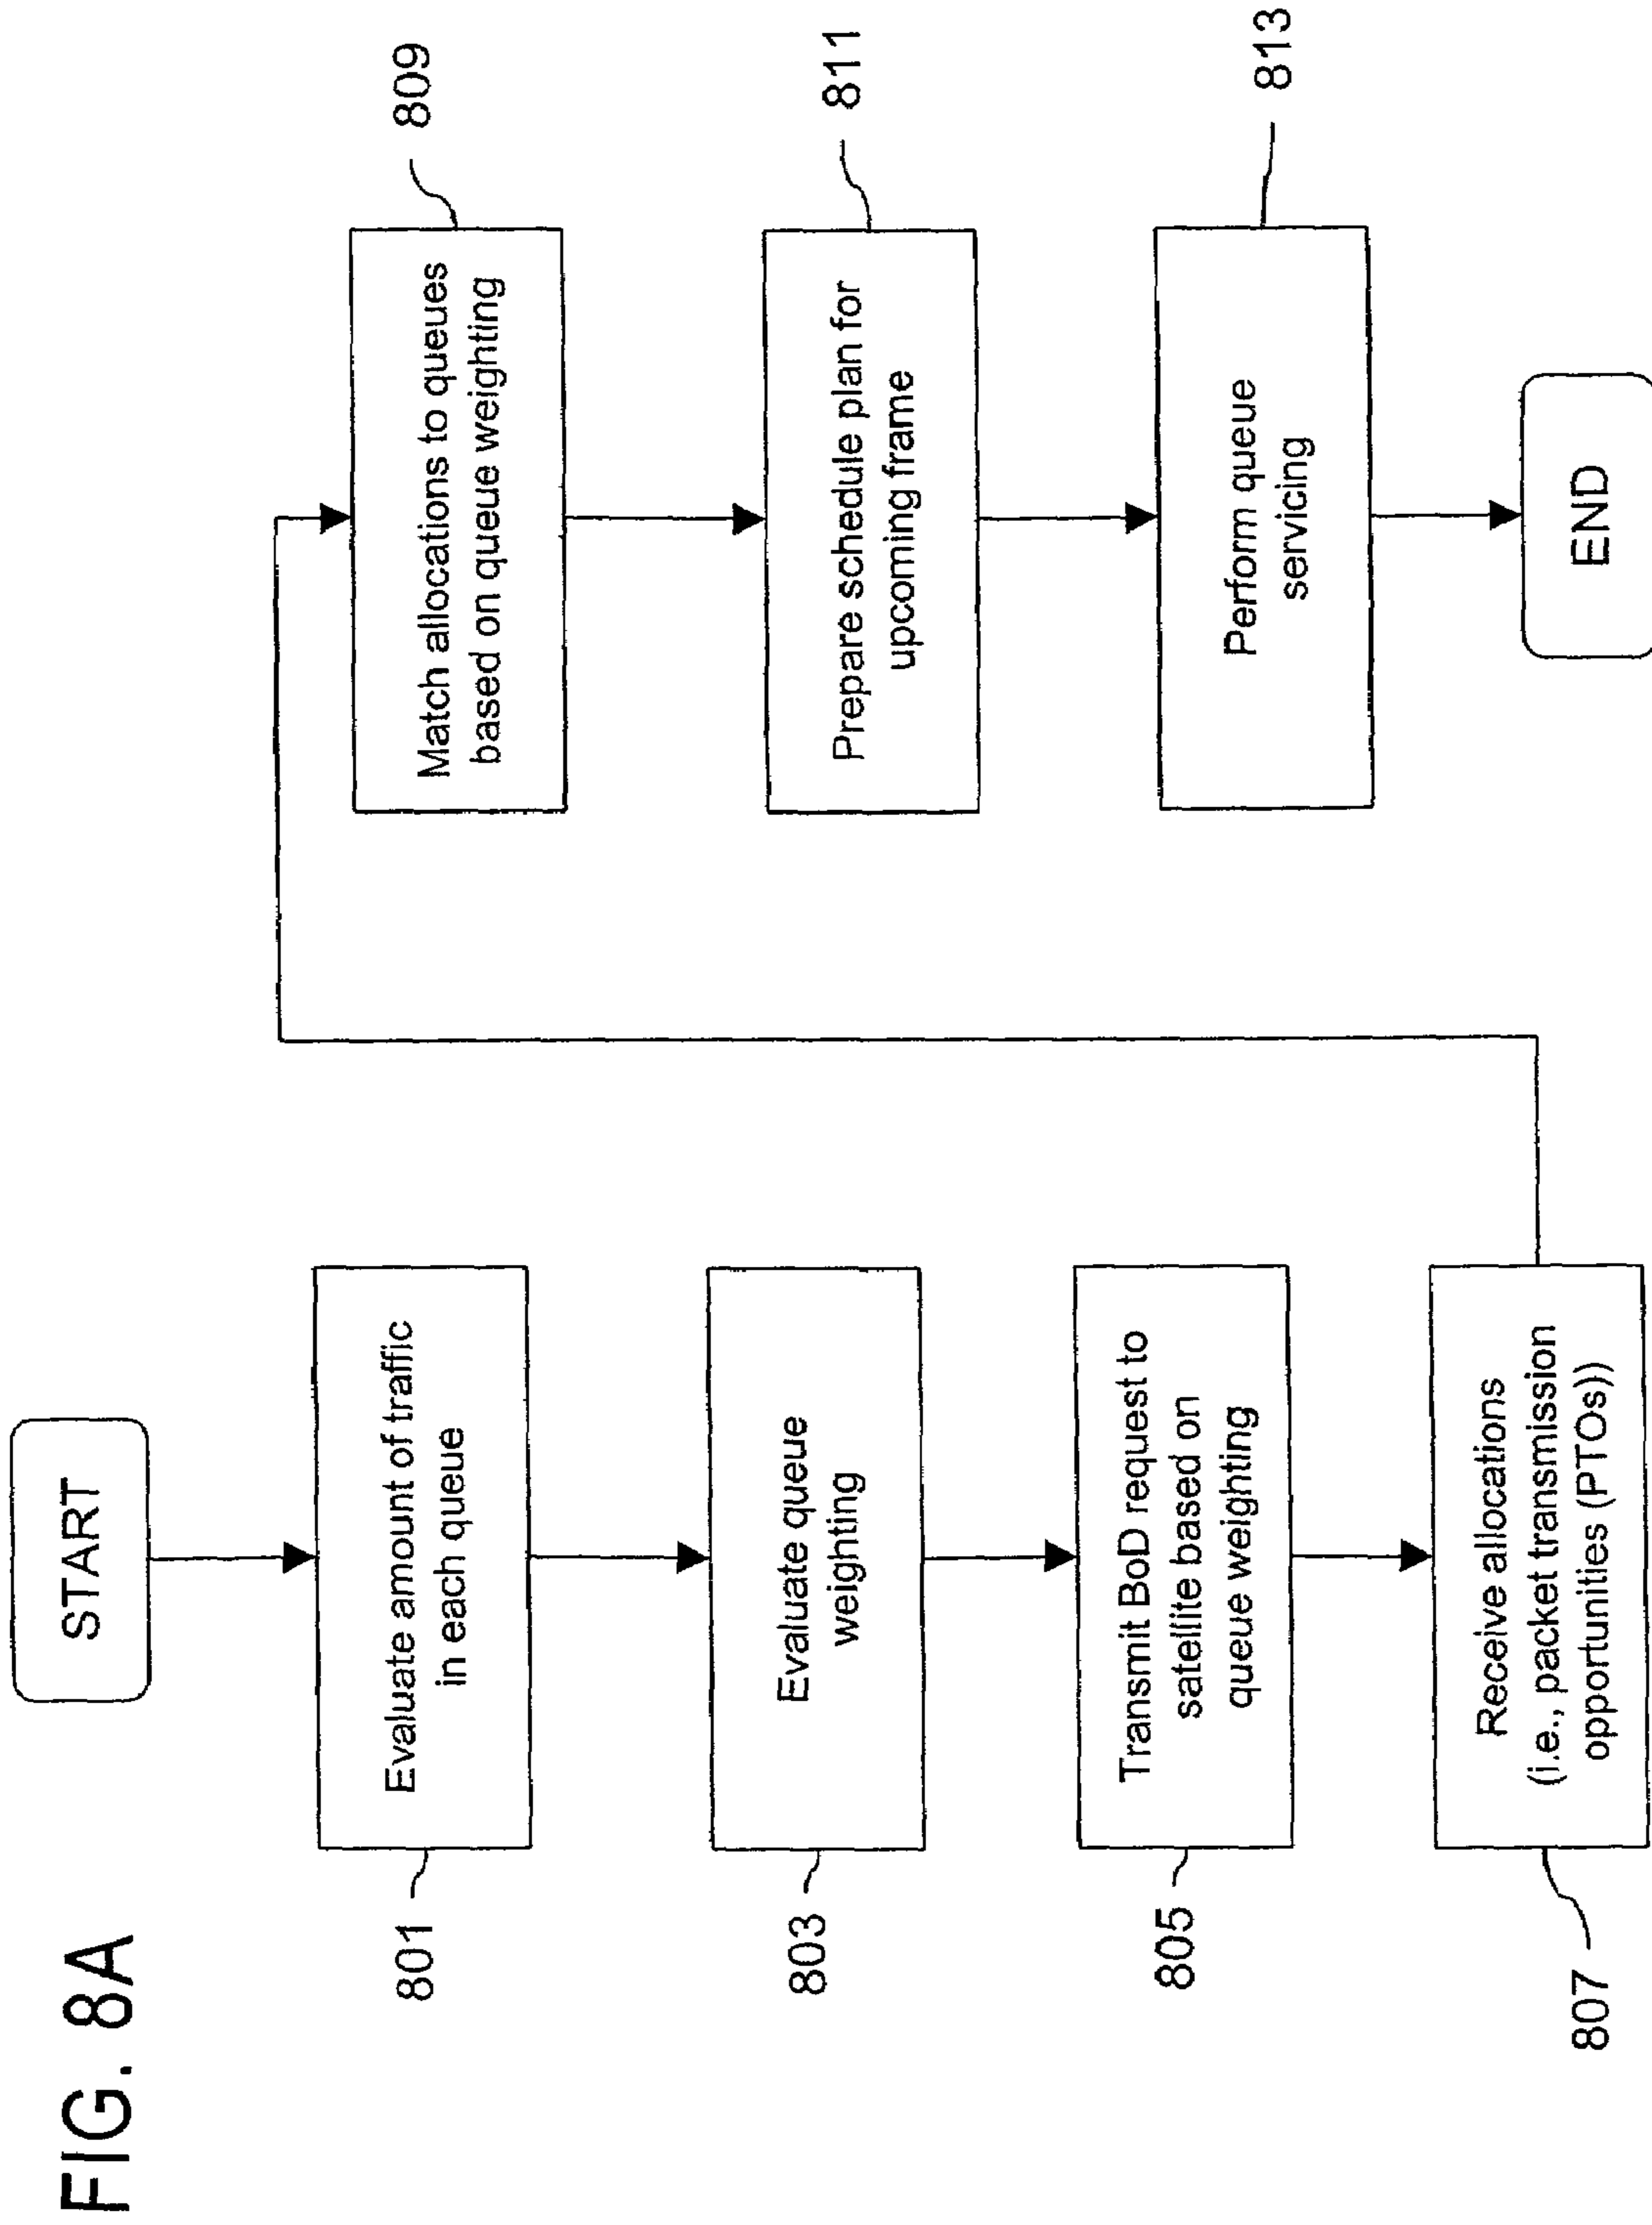 FIG. 8A
START
801
Evaluate amount of traffic
in each queue
803
Evaluate queue
weighting
805
Transmit BoD request to
satellite based on
queue weighting
807
Receive allocations
(i.e., packet transmission
opportunities (PTOs))
809
Match allocations to queues
based on queue weighting
811
Prepare schedule plan for
upcoming frame
813
Perform queue
servicing
END